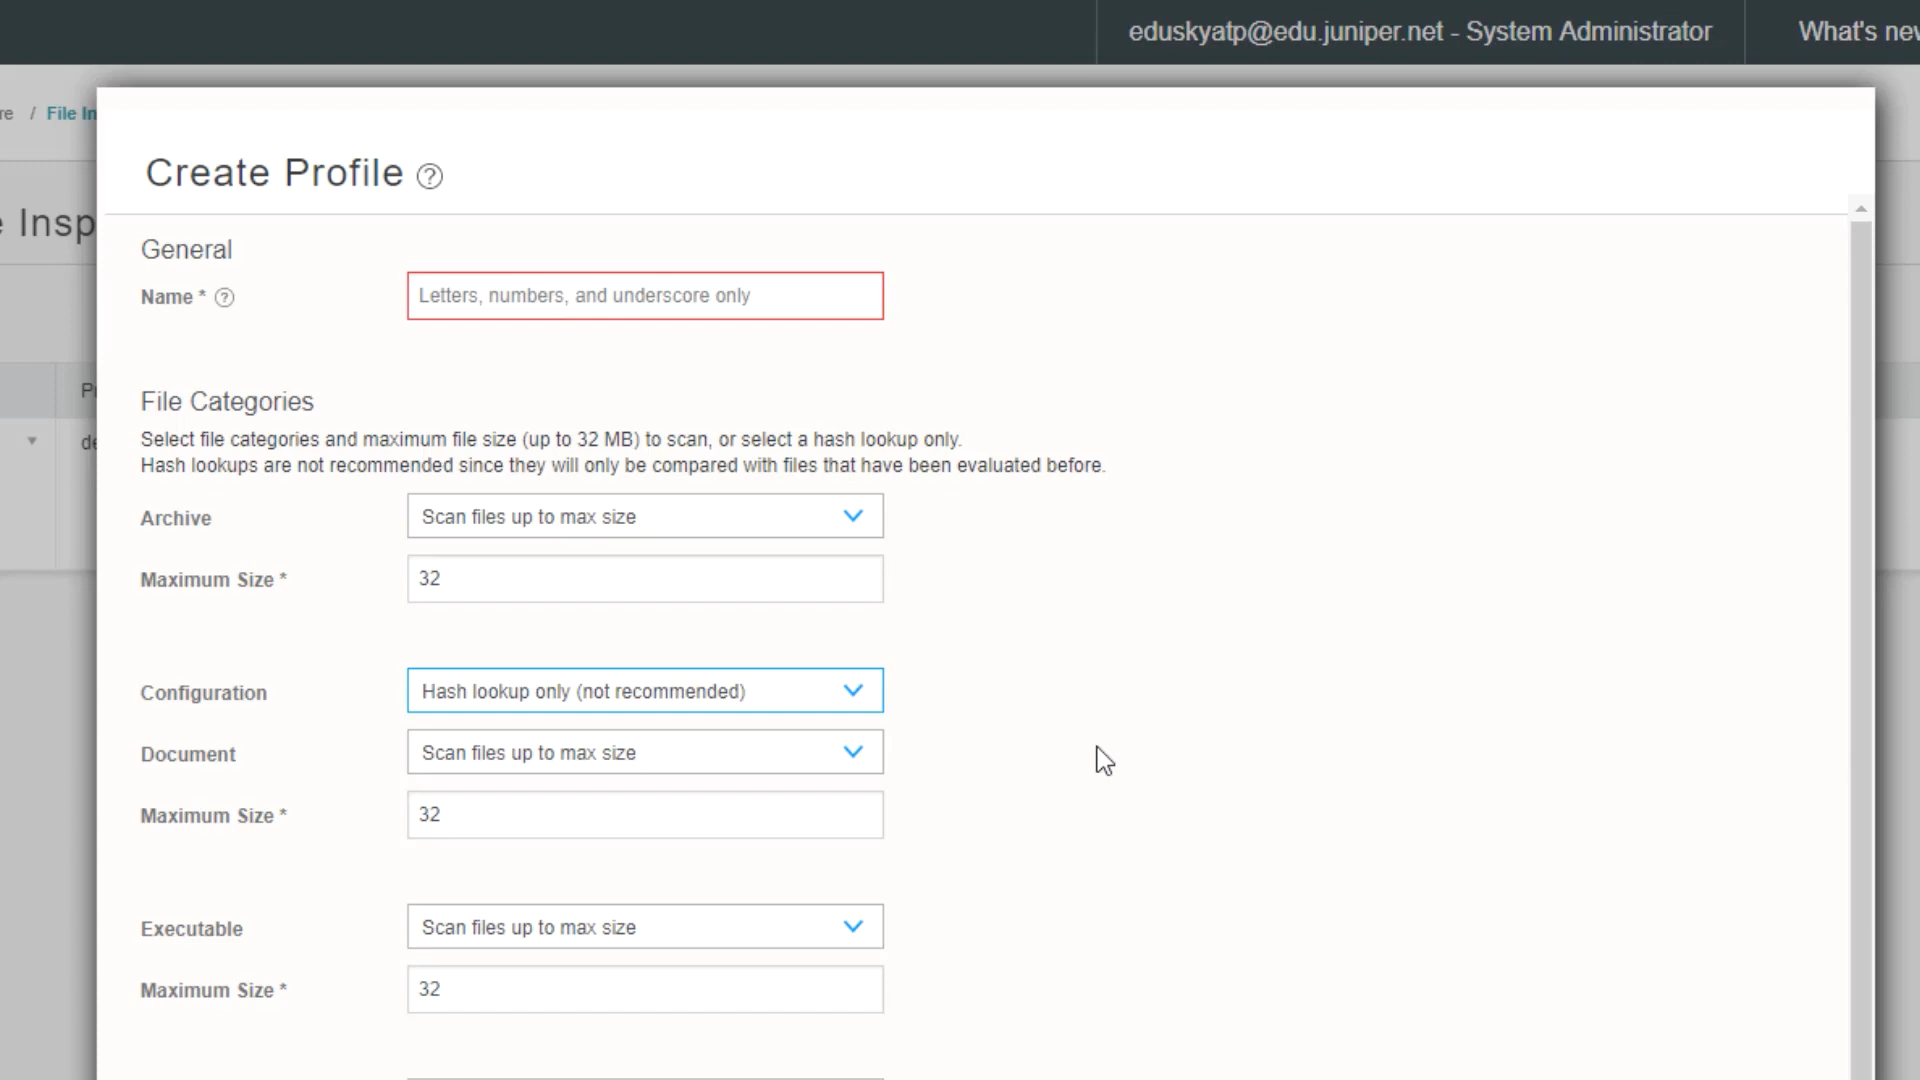 eduskyatp@edu.juniper.net - System Administrator
What's new
re / File In
Create Profile ?
e Insp
General
Name * ?
Letters, numbers, and underscore only
Pr
File Categories
Select file categories and maximum file size (up to 32 MB) to scan, or select a hash lookup only.
de
Hash lookups are not recommended since they will only be compared with files that have been evaluated before.
Archive
Scan files up to max size
Maximum Size *
32
Configuration
Hash lookup only (not recommended)
Document
Scan files up to max size
Maximum Size *
32
Executable
Scan files up to max size
Maximum Size *
32